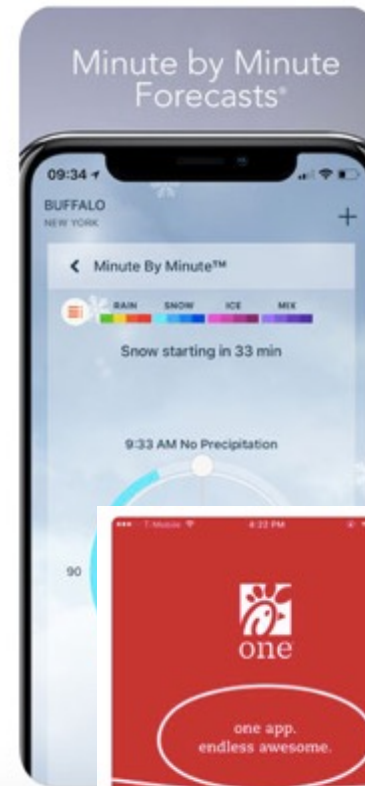 Minute by Minute
Forecasts®
09:34
BUFFALO
NEW YORK
+
Minute By Minute™
RAIN SNOW ICE MIX
Snow starting in 33 min
9:33 AM No Precipitation
90
T-Mobile 4:22 PM
one
one app.
endless awesome.